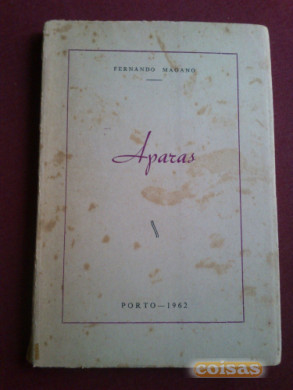 FERNANDO MAGANO
Aparas
PORTO—1962
coisas